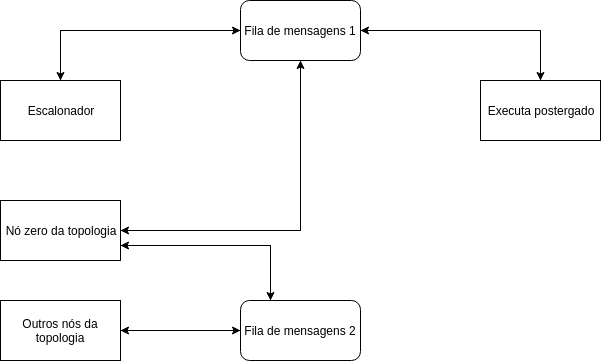 Fila de mensagens 1
Escalonador
Executa postergado
Nó zero da topologia
Outros nós da
topologia
Fila de mensagens 2